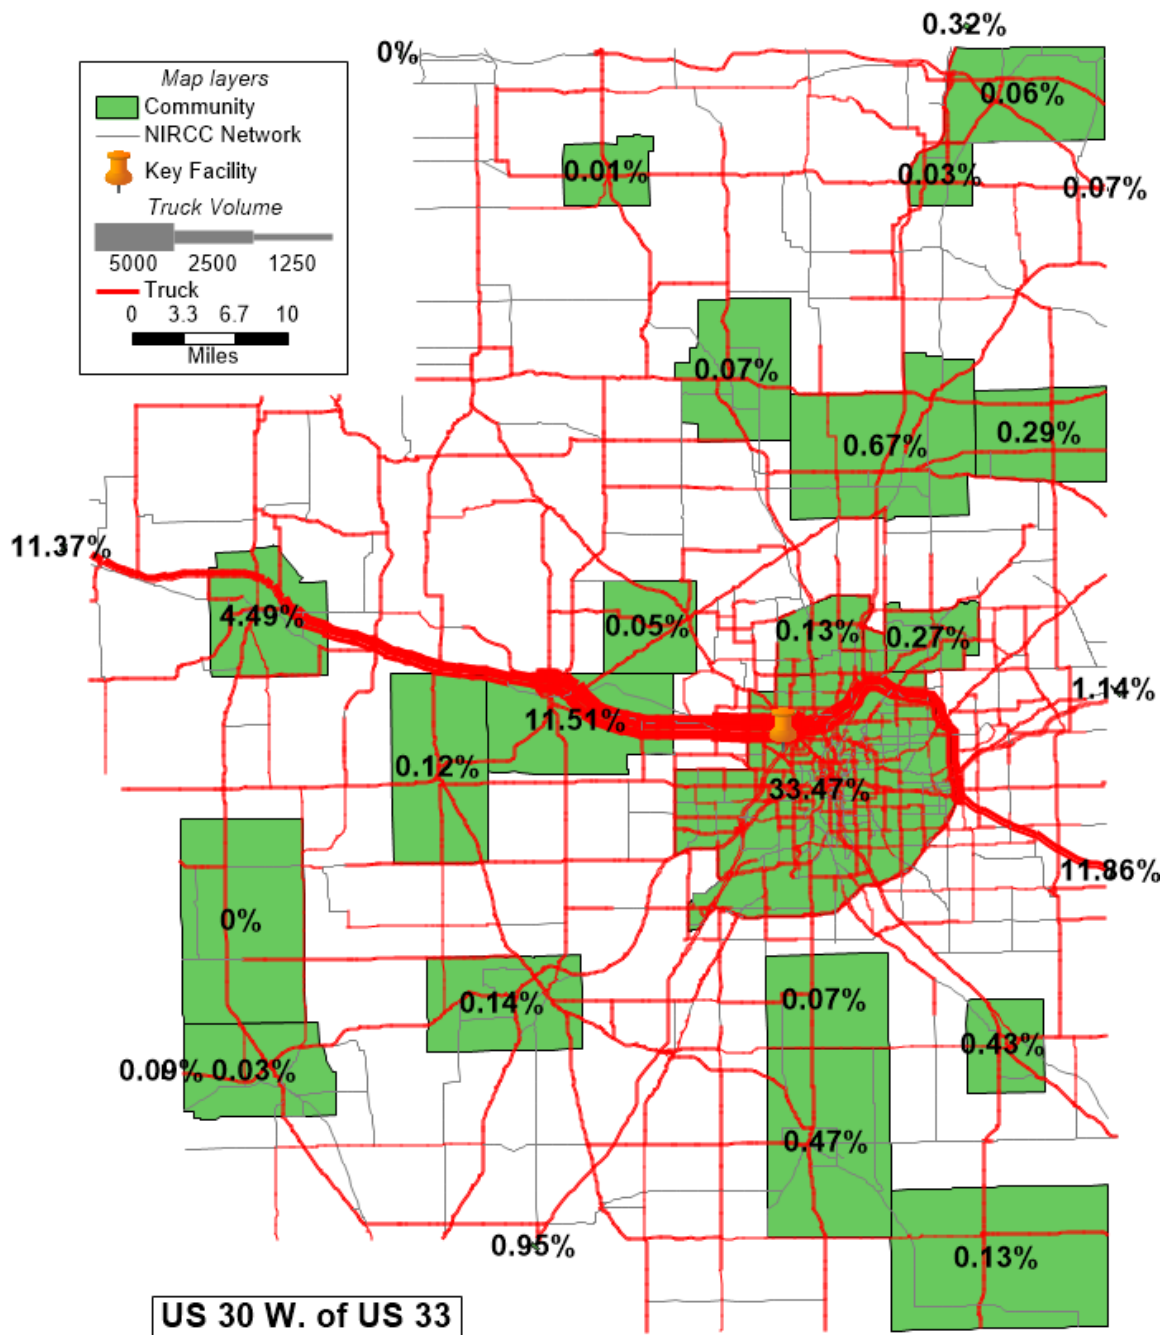 0.32%
0%
Map layers
Community
NIRCC Network
Key Facility
Truck Volume
5000 2500 1250
Truck
0 3.3 6.7 10
Miles
0.06%
0.01%
0.03%
0.07%
0.07%
0.67%
0.29%
11.37%
4.49%
0.05%
0.13%
0.27%
1.14%
11.51%
0.12%
33.47%
11.86%
0%
0.14%
0.07%
0.43%
0.09%
0.03%
0.47%
0.95%
0.13%
US 30 W. of US 33